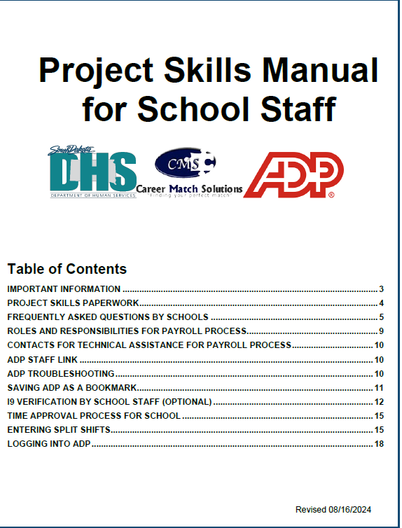 Project Skills Manual
for School Staff
South Dakota
DHS
DEPARTMENT OF HUMAN SERVICES
CMS
Career Match Solutions
"Finding your perfect match"
ADP
®
Table of Contents
IMPORTANT INFORMATION 3
PROJECT SKILLS PAPERWORK 4
FREQUENTLY ASKED QUESTIONS BY SCHOOLS 5
ROLES AND RESPONSIBILITIES FOR PAYROLL PROCESS 9
CONTACTS FOR TECHNICAL ASSISTANCE FOR PAYROLL PROCESS 10
ADP STAFF LINK 10
ADP TROUBLESHOOTING 10
SAVING ADP AS A BOOKMARK 11
I9 VERIFICATION BY SCHOOL STAFF (OPTIONAL) 12
TIME APPROVAL PROCESS FOR SCHOOL 15
ENTERING SPLIT SHIFTS 15
LOGGING INTO ADP 18
Revised 08/16/2024